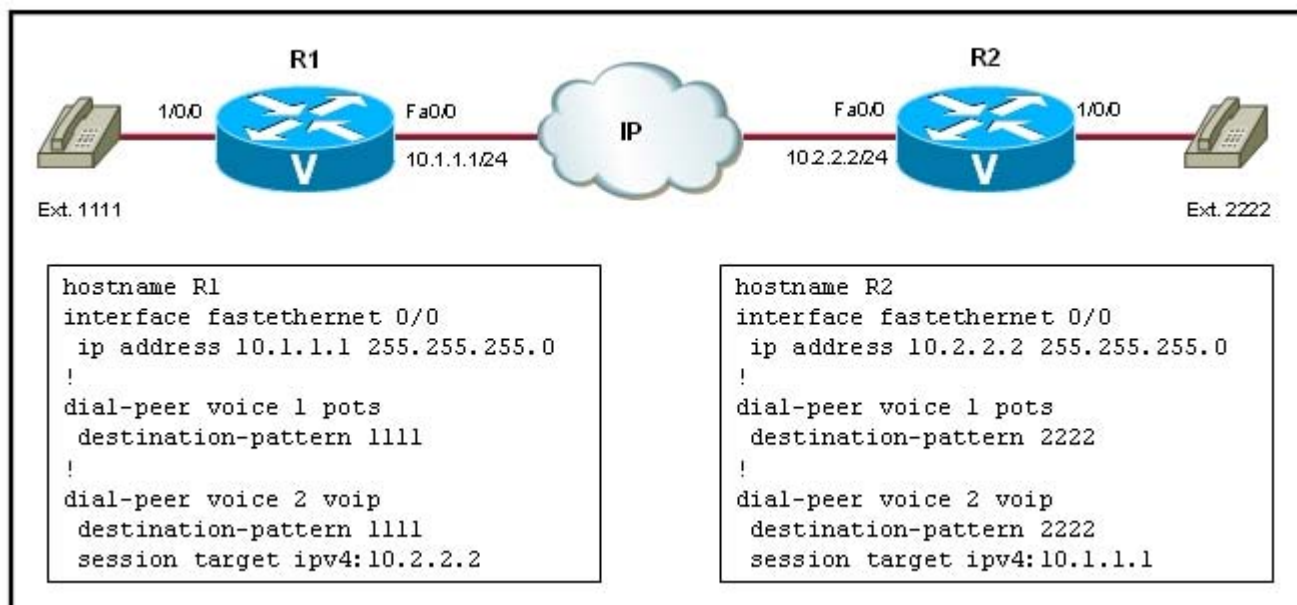 R1
R2
1/0/0
Fa0/0
IP
Fa0/0
1/0/0
V
10.1.1.1/24
10.2.2.2/24
V
Ext. 1111
Ext. 2222
hostname R1
interface fastethernet 0/0
ip address 10.1.1.1 255.255.255.0
!
dial-peer voice 1 pots
destination-pattern 1111
!
dial-peer voice 2 voip
destination-pattern 1111
session target ipv4:10.2.2.2
hostname R2
interface fastethernet 0/0
ip address 10.2.2.2 255.255.255.0
!
dial-peer voice 1 pots
destination-pattern 2222
!
dial-peer voice 2 voip
destination-pattern 2222
session target ipv4:10.1.1.1